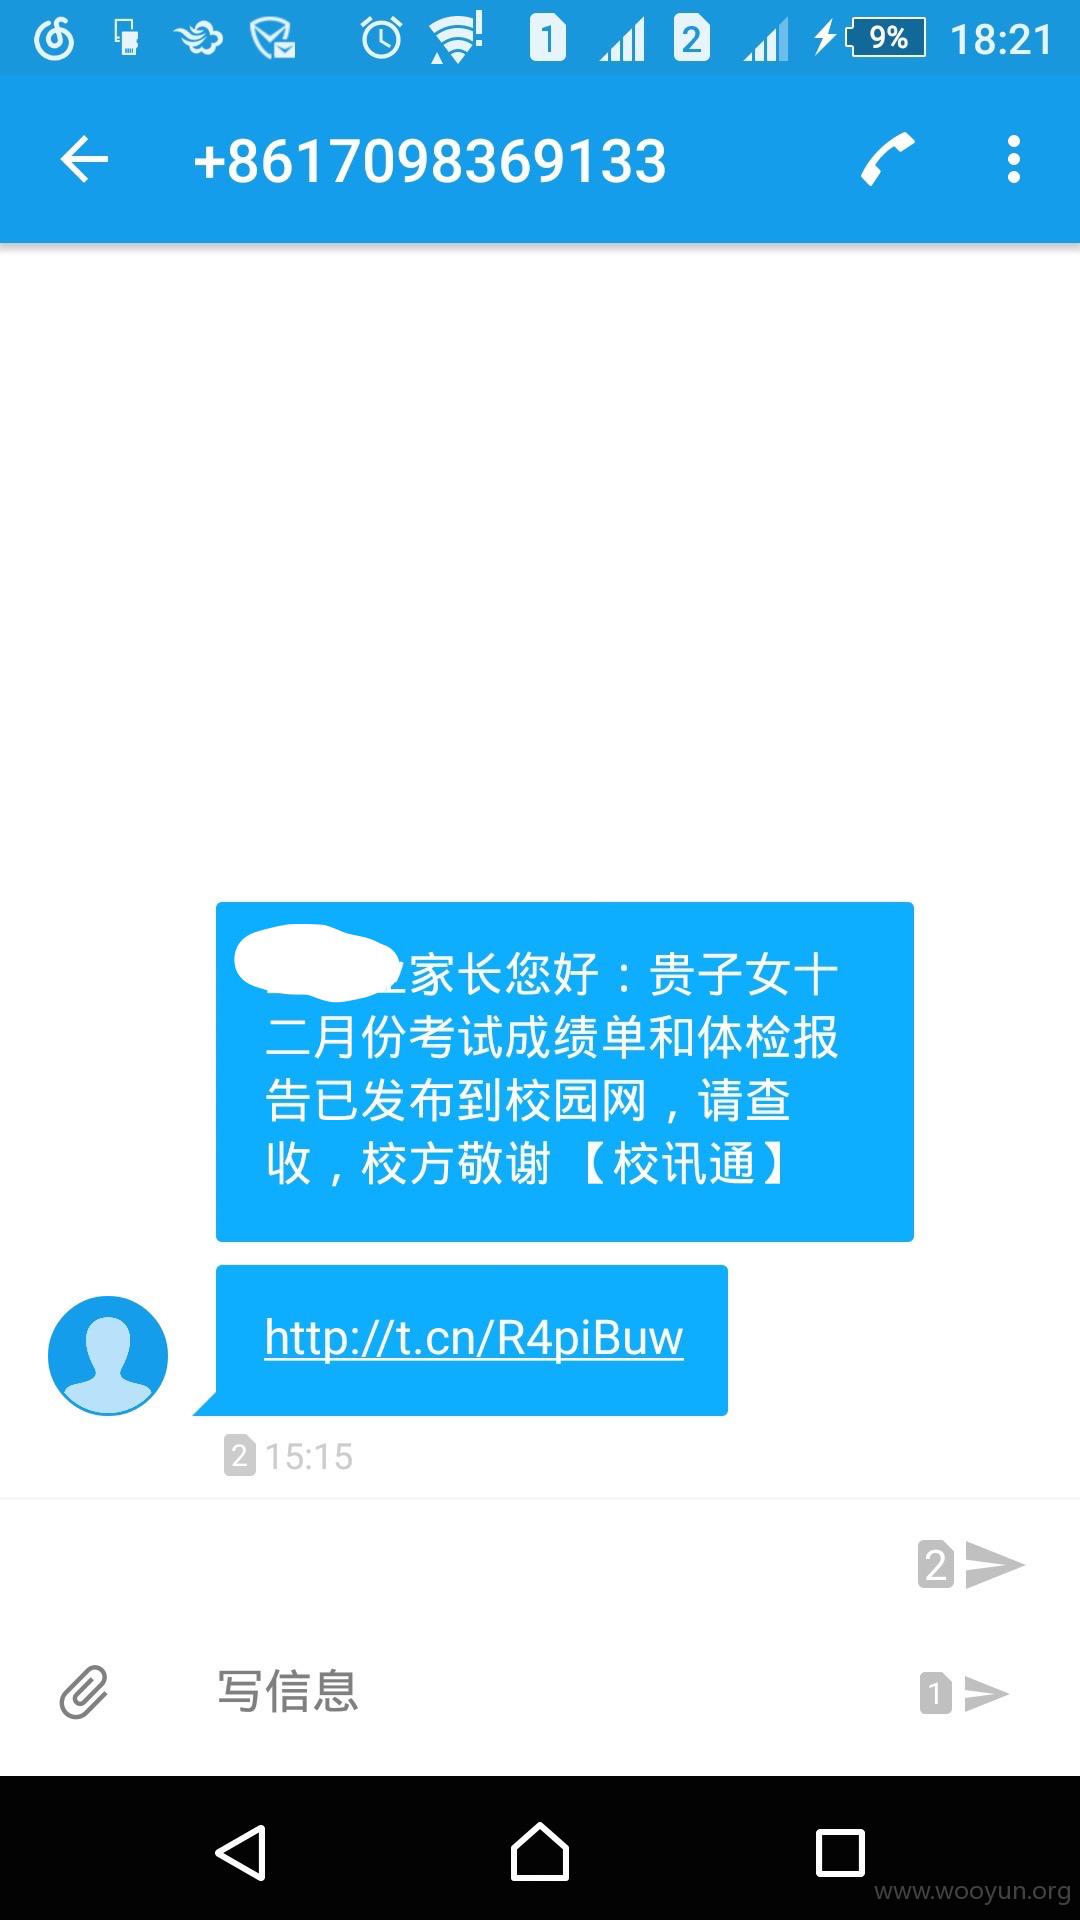 1
2
9%
18:21
+8617098369133
家长您好：贵子女十
二月份考试成绩单和体检报
告已发布到校园网，请查
收，校方敬谢【校讯通】
http://t.cn/R4piBuw
2 15:15
2
写信息
1
www.wooyun.org